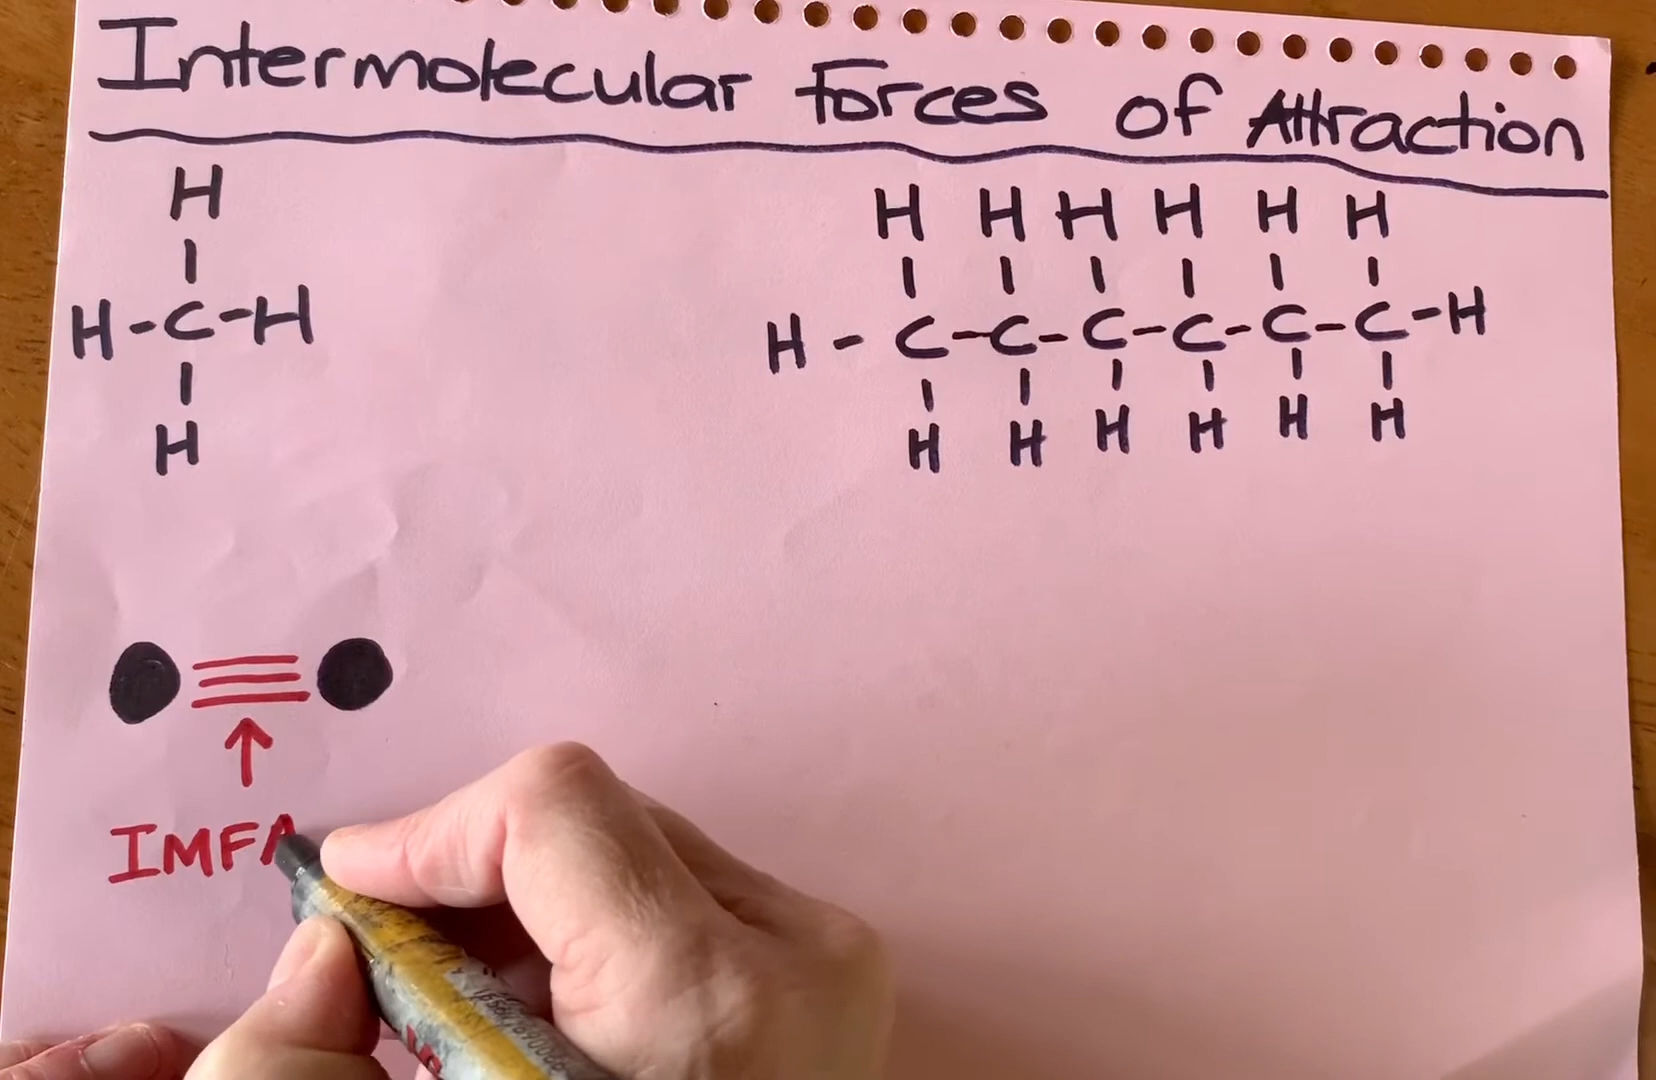 Intermolecular Forces of Attraction
H
H-C-H
H
H H H H H H
H-C-C-C-C-C-C-H
H H H H H H
IMFA